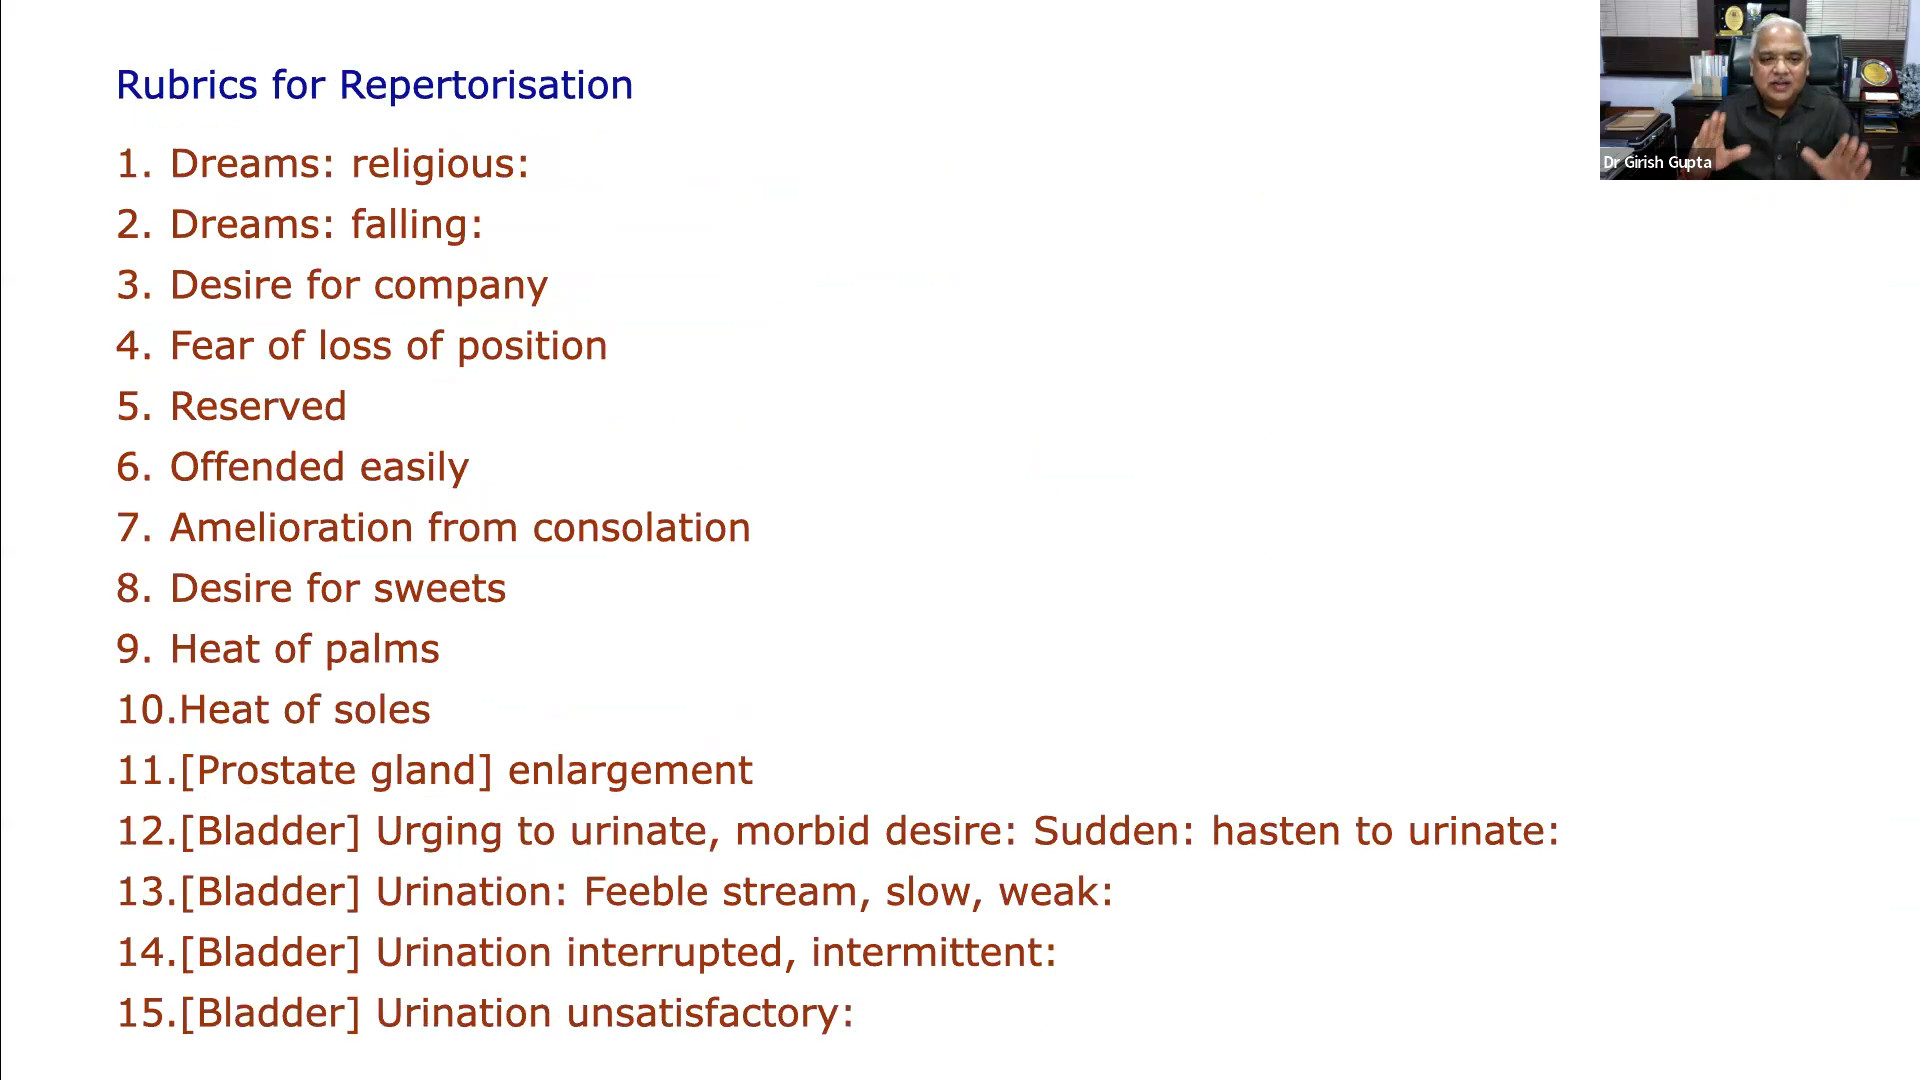 Rubrics for Repertorisation
1. Dreams: religious:
2. Dreams: falling:
3. Desire for company
4. Fear of loss of position
5. Reserved
6. Offended easily
7. Amelioration from consolation
8. Desire for sweets
9. Heat of palms
10.Heat of soles
11.[Prostate gland] enlargement
12.[Bladder] Urging to urinate, morbid desire: Sudden: hasten to urinate:
13.[Bladder] Urination: Feeble stream, slow, weak:
14.[Bladder] Urination interrupted, intermittent:
15.[Bladder] Urination unsatisfactory:
Dr Girish Gupta